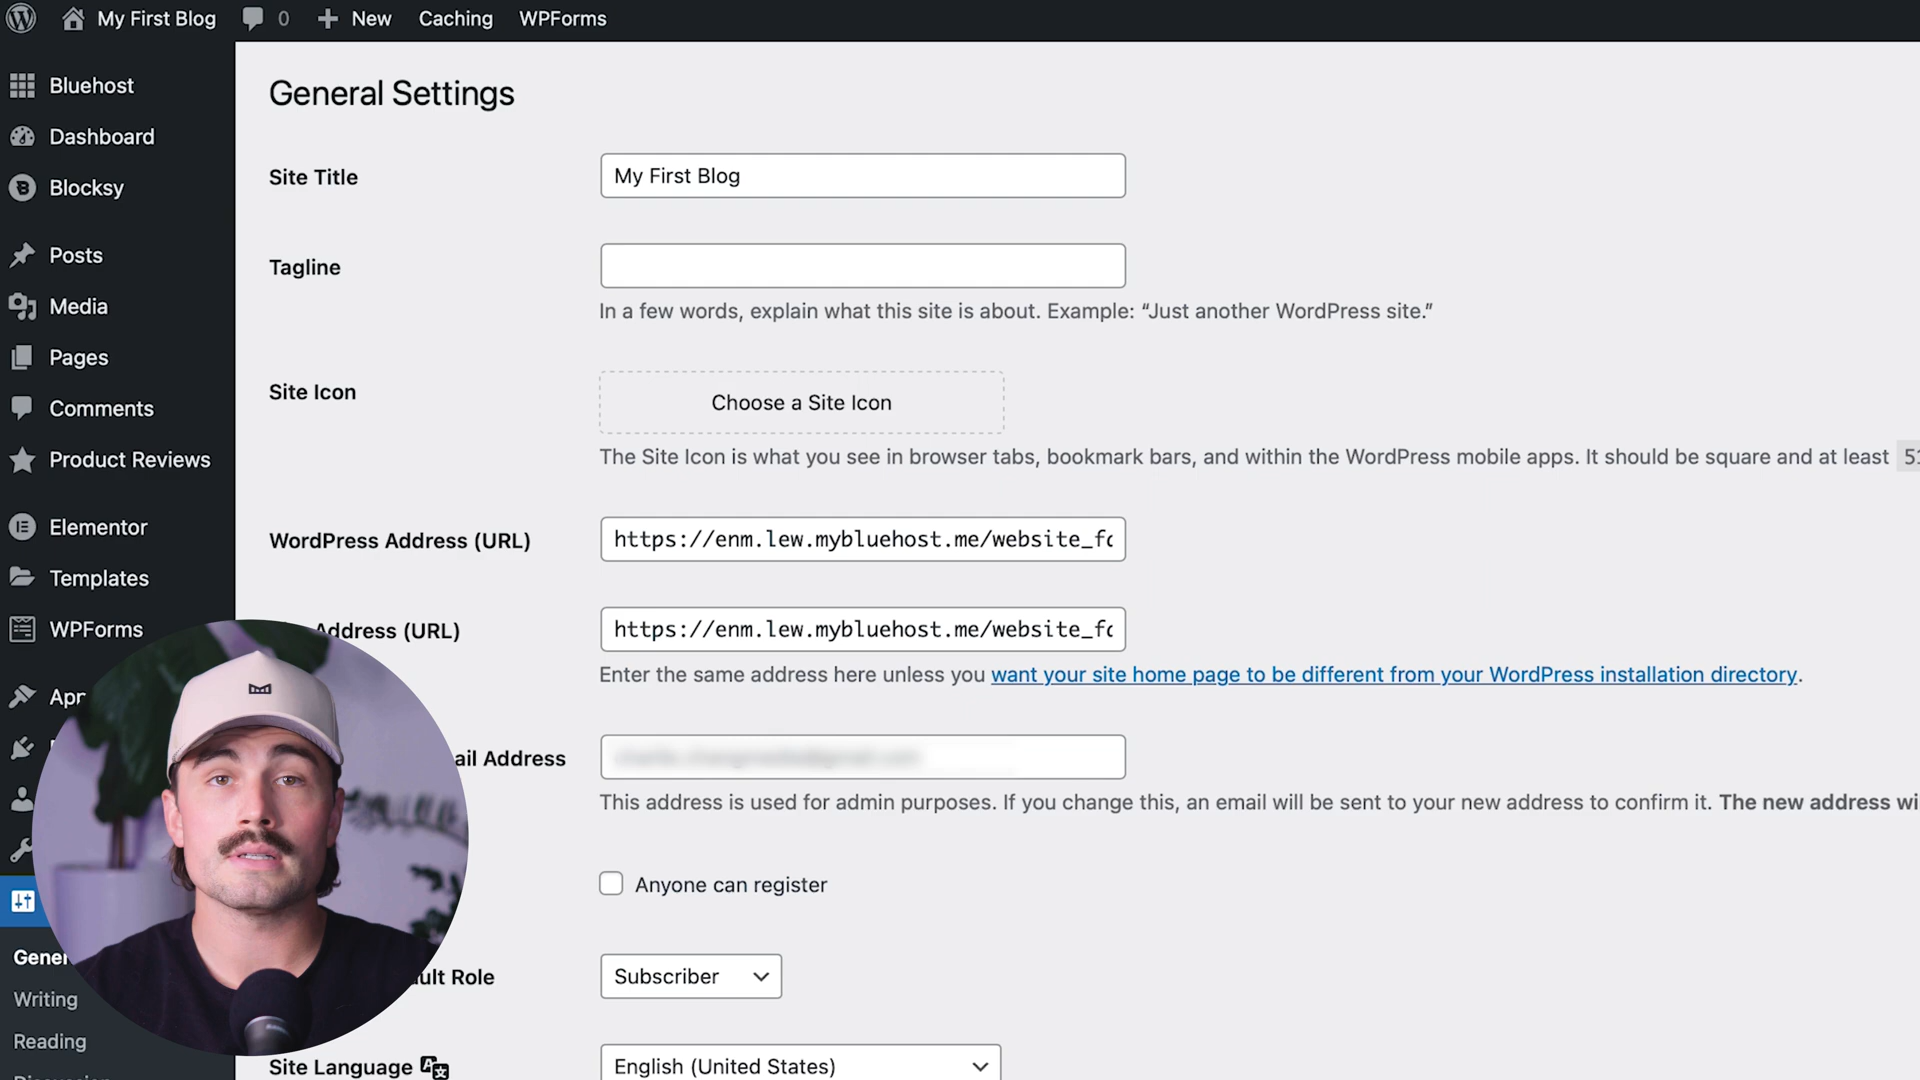 My First Blog
0
New
Caching
WPForms
Bluehost
Dashboard
Blocksy
Posts
Media
Pages
Comments
Product Reviews
Elementor
Templates
WPForms
Writing
Reading
General Settings
Site Title
My First Blog
Tagline
In a few words, explain what this site is about. Example: “Just another WordPress site.”
Site Icon
Choose a Site Icon
The Site Icon is what you see in browser tabs, bookmark bars, and within the WordPress mobile apps. It should be square and at least
WordPress Address (URL)
https://enm.lew.mybluehost.me/website_
Address (URL)
https://enm.lew.mybluehost.me/website_
Enter the same address here unless you want your site home page to be different from your WordPress installation directory.
Address
This address is used for admin purposes. If you change this, an email will be sent to your new address to confirm it. The new address
Anyone can register
Role
Subscriber
Site Language
English (United States)